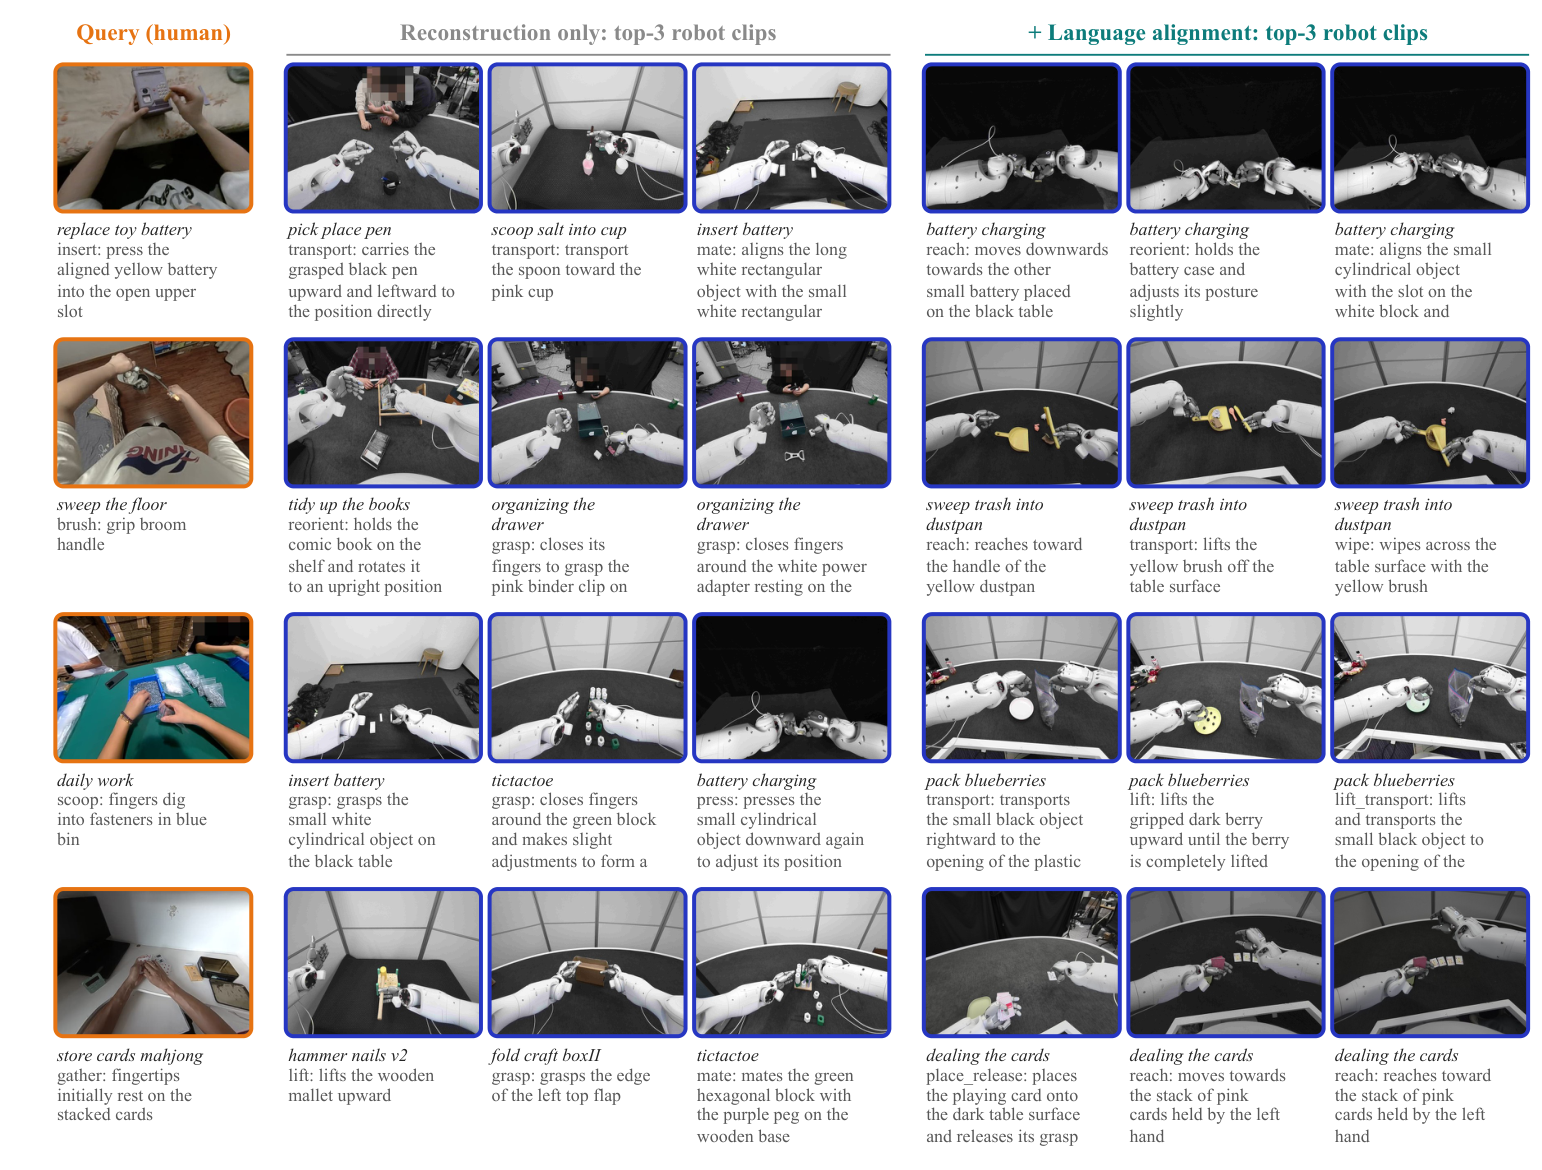 Query (human)
Reconstruction only: top-3 robot clips
+ Language alignment: top-3 robot clips
replace toy battery
insert: press the
aligned yellow battery
into the open upper
slot
pick place pen
transport: carries the
grasped black pen
upward and leftward to
the position directly
scoop salt into cup
transport: transport
the spoon toward the
pink cup
insert battery
mate: aligns the long
white rectangular
object with the small
white rectangular
battery charging
reach: moves downwards
towards the other
small battery placed
on the black table
battery charging
reorient: holds the
battery case and
adjusts its posture
slightly
battery charging
mate: aligns the small
cylindrical object
with the slot on the
white block and
sweep the floor
brush: grip broom
handle
tidy up the books
reorient: holds the
comic book on the
shelf and rotates it
to an upright position
organizing the
drawer
grasp: closes its
fingers to grasp the
pink binder clip on
organizing the
drawer
grasp: closes fingers
around the white power
adapter resting on the
sweep trash into
dustpan
reach: reaches toward
the handle of the
yellow dustpan
sweep trash into
dustpan
transport: lifts the
yellow brush off the
table surface
sweep trash into
dustpan
wipe: wipes across the
table surface with the
yellow brush
daily work
scoop: fingers dig
into fasteners in blue
bin
insert battery
grasp: grasps the
small white
cylindrical object on
the black table
tictactoe
grasp: closes fingers
around the green block
and makes slight
adjustments to form a
battery charging
press: presses the
small cylindrical
object downward again
to adjust its position
pack blueberries
transport: transports
the small black object
rightward to the
opening of the plastic
pack blueberries
lift: lifts the
gripped dark berry
upward until the berry
is completely lifted
pack blueberries
lift_transport: lifts
and transports the
small black object to
the opening of the
store cards mahjong
gather: fingertips
initially rest on the
stacked cards
hammer nails v2
lift: lifts the wooden
mallet upward
fold craft boxII
grasp: grasps the edge
of the left top flap
tictactoe
mate: mates the green
hexagonal block with
the purple peg on the
wooden base
dealing the cards
place_release: places
the playing card onto
the dark table surface
and releases its grasp
dealing the cards
reach: moves towards
the stack of pink
cards held by the left
hand
dealing the cards
reach: reaches toward
the stack of pink
cards held by the left
hand